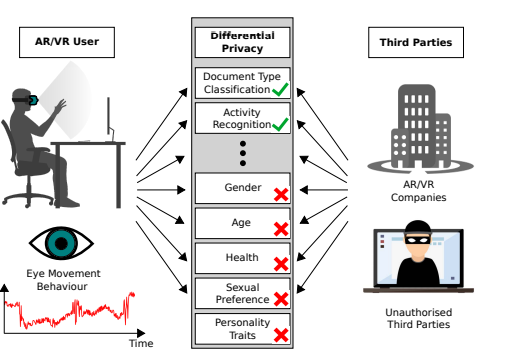 AR/VR User
Differential
Privacy
Third Parties
Document Type
Classification
Activity
Recognition
Gender
Age
Health
Sexual
Preference
Personality
Traits
Eye Movement
Behaviour
Time
AR/VR
Companies
Unauthorised
Third Parties